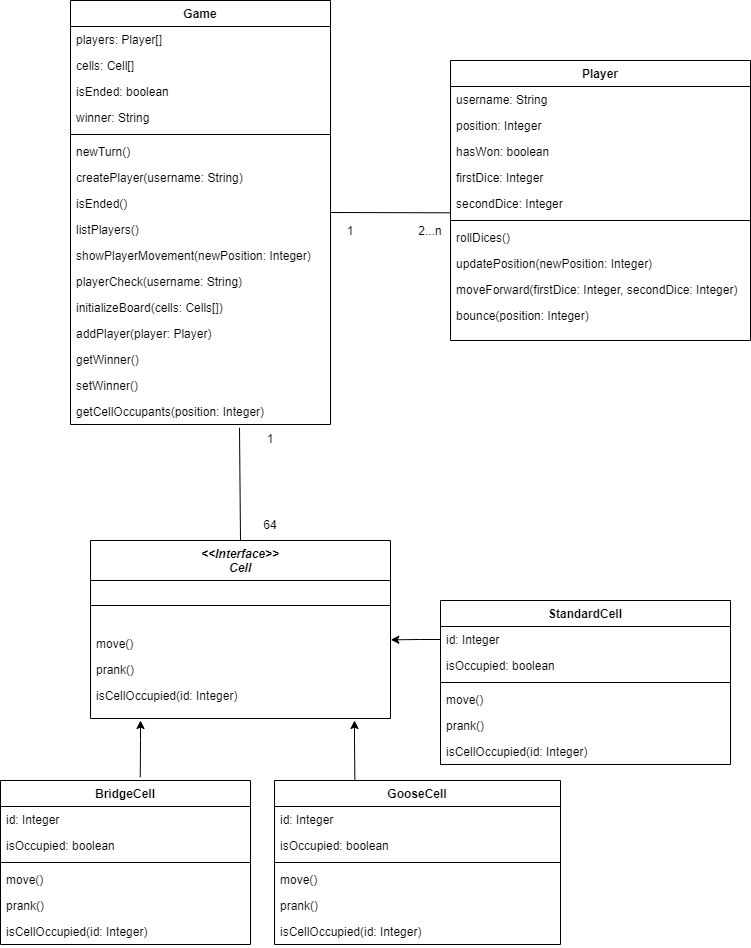 Game
players: Player[]
cells: Cell[]
isEnded: boolean
winner: String
newTurn()
createPlayer(username: String)
isEnded()
listPlayers()
showPlayerMovement(newPosition: Integer)
playerCheck(username: String)
initializeBoard(cells: Cells[])
addPlayer(player: Player)
getWinner()
setWinner()
getCellOccupants(position: Integer)
1
2...n
Player
username: String
position: Integer
hasWon: boolean
firstDice: Integer
secondDice: Integer
rollDices()
updatePosition(newPosition: Integer)
moveForward(firstDice: Integer, secondDice: Integer)
bounce(position: Integer)
1
64
<<Interface>>
Cell
move()
prank()
isCellOccupied(id: Integer)
StandardCell
id: Integer
isOccupied: boolean
move()
prank()
isCellOccupied(id: Integer)
BridgeCell
id: Integer
isOccupied: boolean
move()
prank()
isCellOccupied(id: Integer)
GooseCell
id: Integer
isOccupied: boolean
move()
prank()
isCellOccupied(id: Integer)